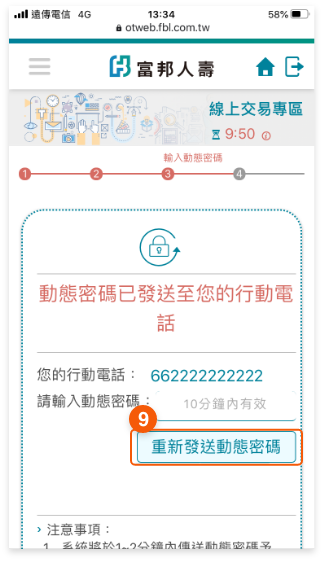 遠傳電信 4G 13:34 58%
otweb.fbl.com.tw
富邦人壽
線上交易專區
9:50
輸入動態密碼
1 2 3 4
動態密碼已發送至您的行動電
話
您的行動電話： 662222222222
請輸入動態密碼： 10分鐘內有效
9
重新發送動態密碼
› 注意事項：
1. 系統將於1~2分鐘內傳送動態密碼予